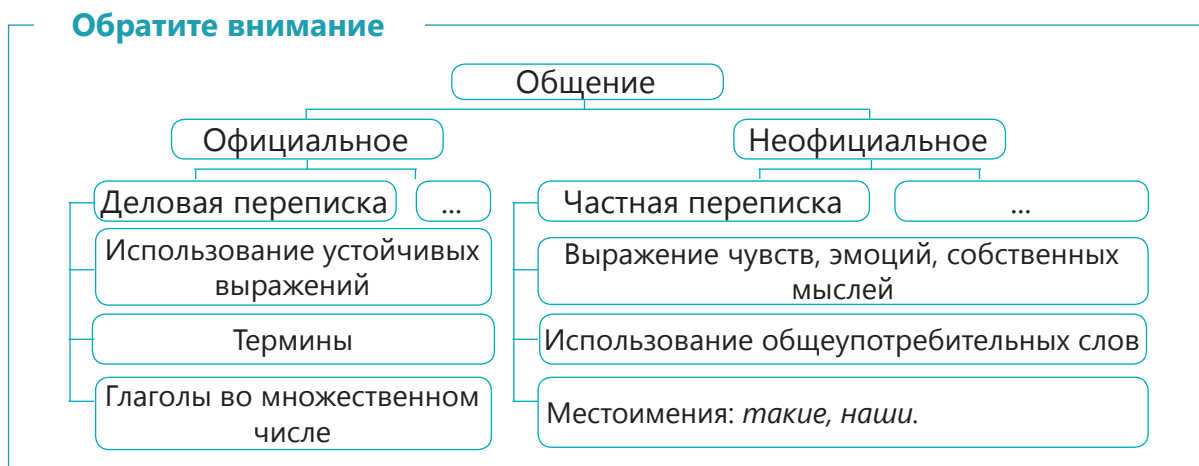 Обратите внимание
Общение
Официальное
Неофициальное
Деловая переписка
...
Частная переписка
...
Использование устойчивых
выражений
Выражение чувств, эмоций, собственных
мыслей
Термины
Использование общеупотребительных слов
Глаголы во множественном
числе
Местоимения: такие, наши.